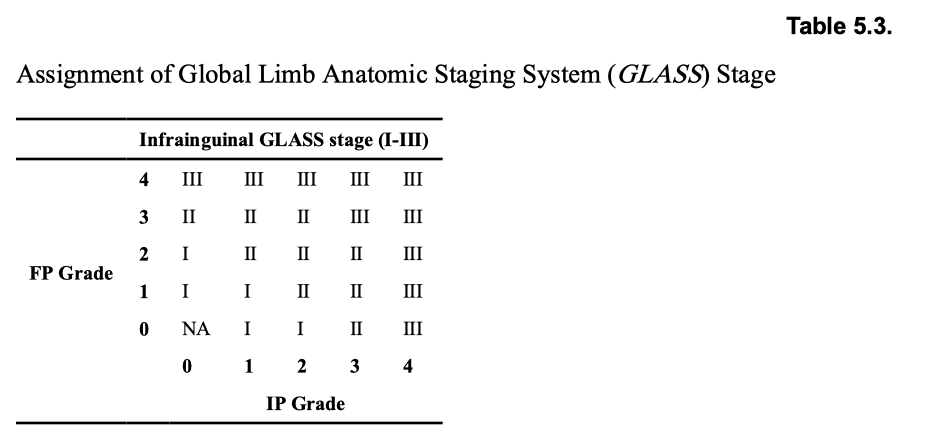 Table 5.3.
Assignment of Global Limb Anatomic Staging System (GLASS) Stage
Infrainguinal GLASS stage (I-III)
4 III III III III III
3 II II II III III
2 I II II II III
FP Grade
1 I I II II III
0 NA I I II III
0 1 2 3 4
IP Grade